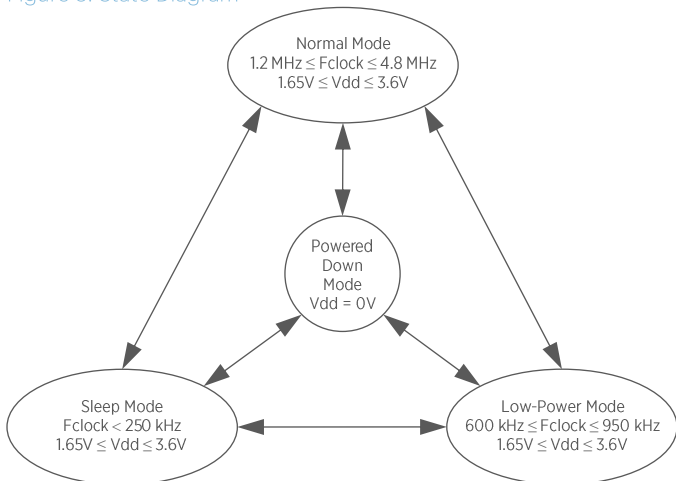 Figure 3: State Diagram
Normal Mode
1.2 MHz ≤ Fclock ≤ 4.8 MHz
1.65V ≤ Vdd ≤ 3.6V
Powered
Down
Mode
Vdd = 0V
Sleep Mode
Fclock < 250 kHz
1.65V ≤ Vdd ≤ 3.6V
Low-Power Mode
600 kHz ≤ Fclock ≤ 950 kHz
1.65V ≤ Vdd ≤ 3.6V